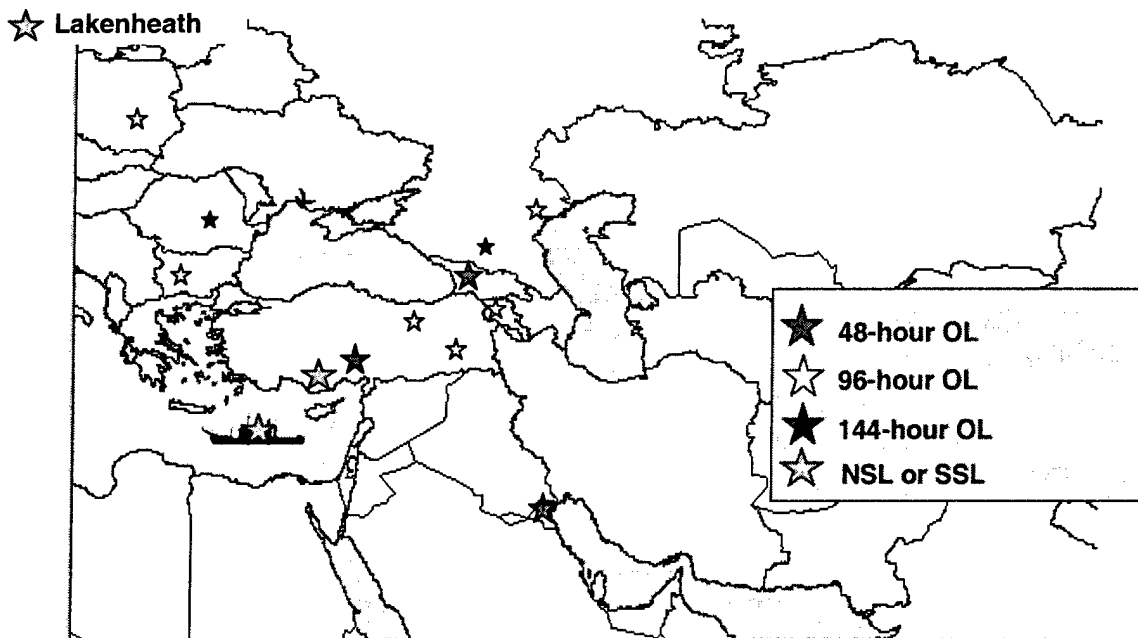 Lakenheath
48-hour OL
96-hour OL
144-hour OL
NSL or SSL